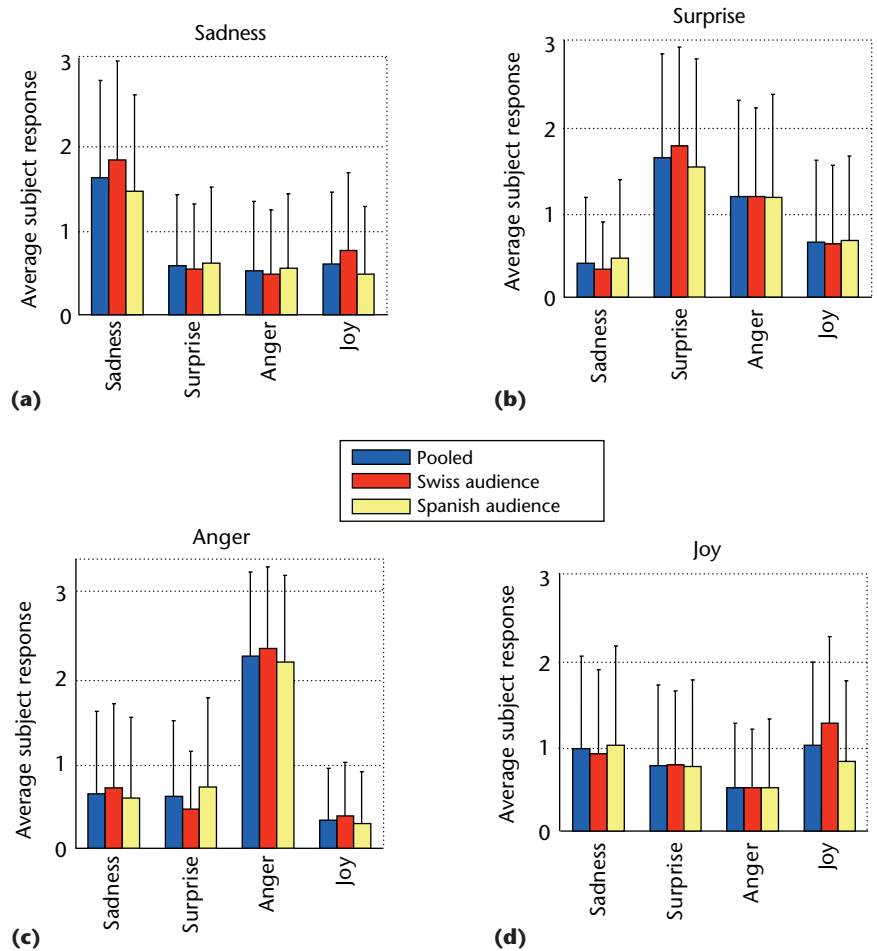 Sadness
Average subject response
3
2
1
0
Sadness
Surprise
Anger
Joy
(a)
Surprise
Average subject response
3
2
1
0
Sadness
Surprise
Anger
Joy
(b)
Pooled
Swiss audience
Spanish audience
Anger
Average subject response
3
2
1
0
Sadness
Surprise
Anger
Joy
(c)
Joy
Average subject response
3
2
1
0
Sadness
Surprise
Anger
Joy
(d)